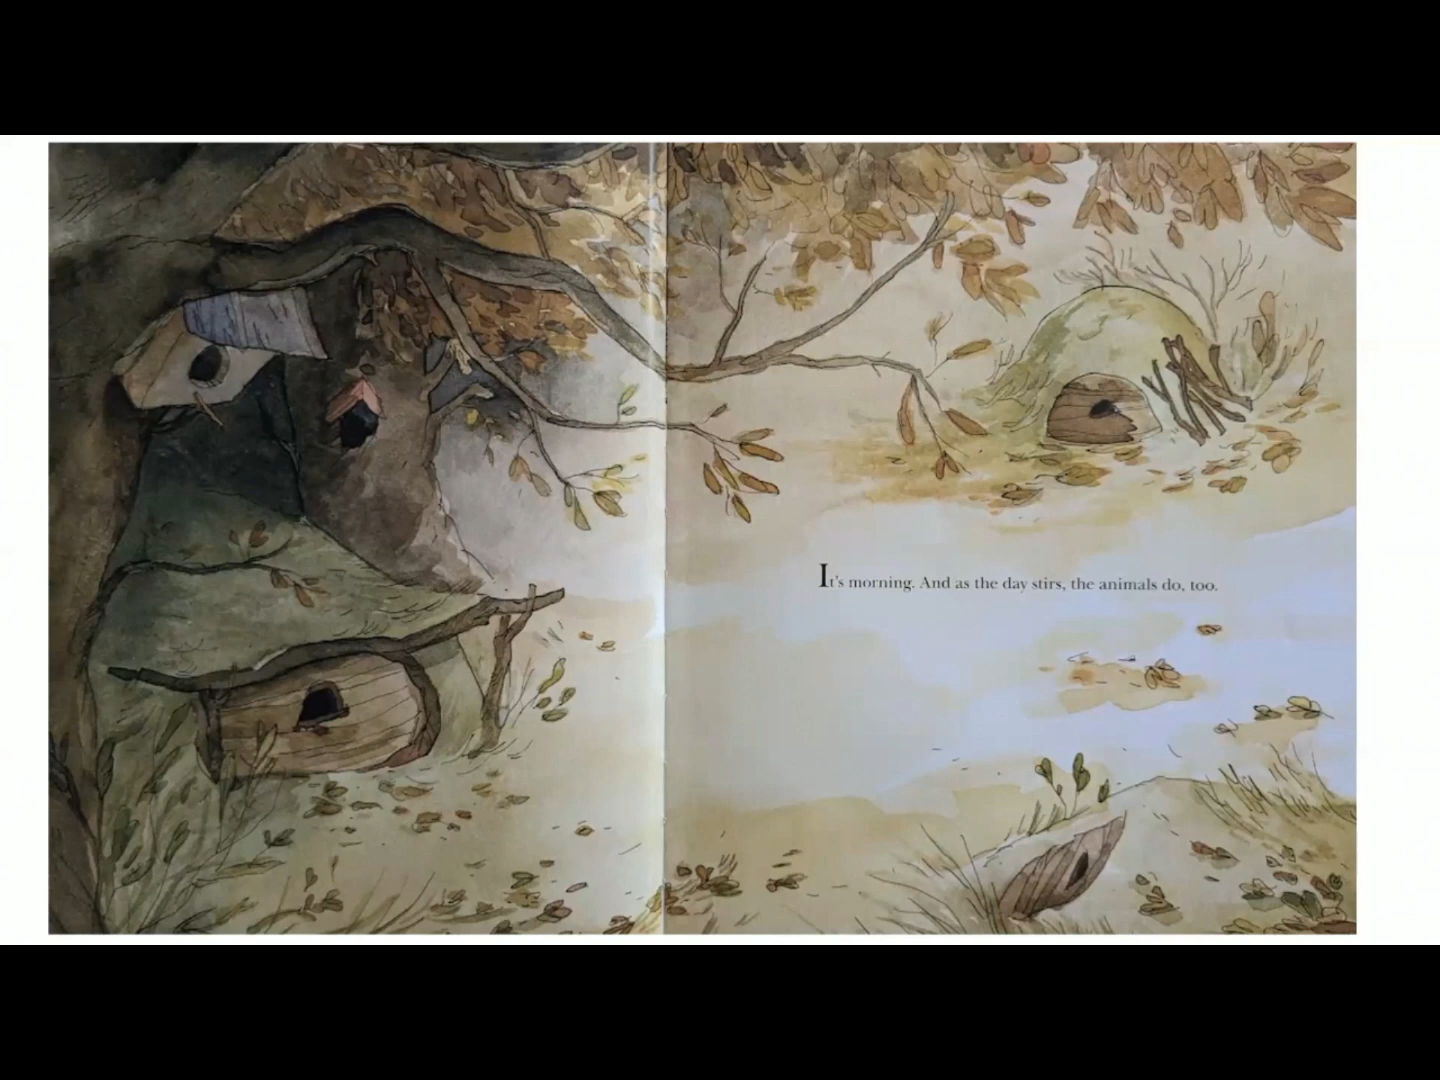 It's morning. And as the day stirs, the animals do, too.